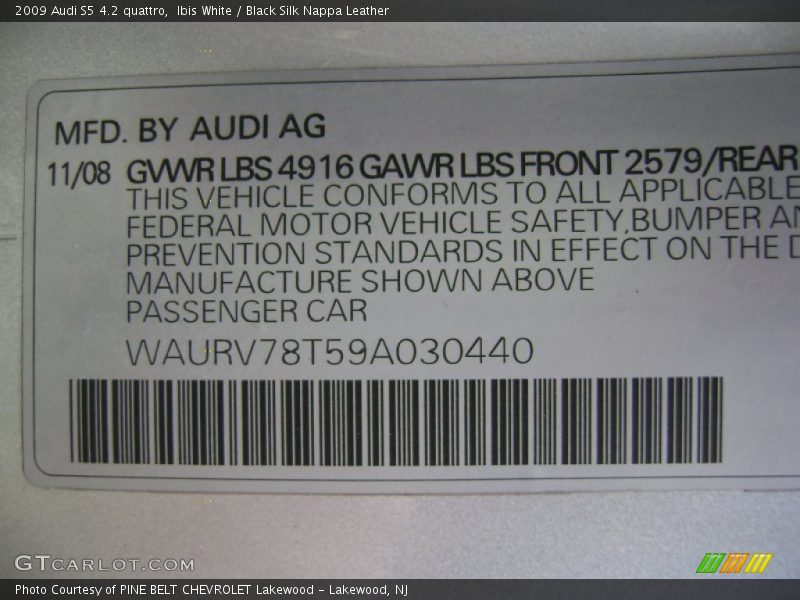 2009 Audi S5 4.2 quattro,  Ibis White / Black Silk Nappa Leather
MFD. BY AUDI AG
11/08 GVWR LBS 4916 GAWR LBS FRONT 2579/REAR
THIS VEHICLE CONFORMS TO ALL APPLICABLE
FEDERAL MOTOR VEHICLE SAFETY,BUMPER AN
PREVENTION STANDARDS IN EFFECT ON THE D
MANUFACTURE SHOWN ABOVE
PASSENGER CAR
WAURV78T59A030440
GTCARLOT.COM
Photo Courtesy of PINE BELT CHEVROLET Lakewood - Lakewood, NJ